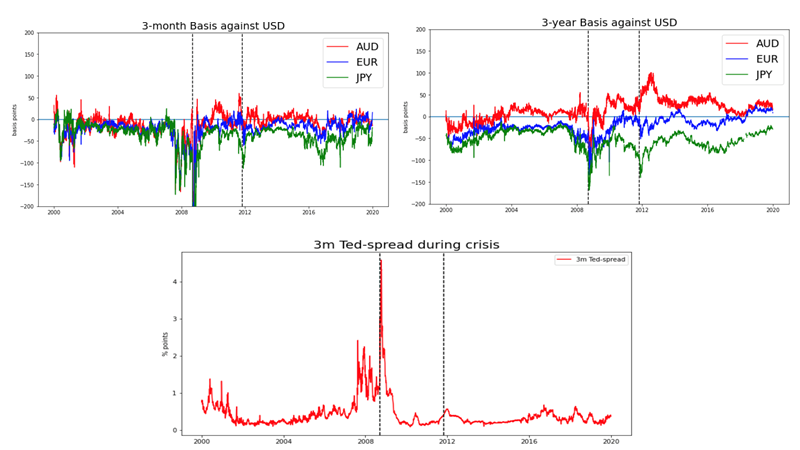 3-month Basis against USD
200
150
100
50
0
−50
−100
−150
−200
basis points
AUD
EUR
JPY
2000 2004 2008 2012 2016 2020
3-year Basis against USD
200
150
100
50
0
−50
−100
−150
−200
basis points
AUD
EUR
JPY
2000 2004 2008 2012 2016 2020
3m Ted-spread during crisis
4
3
2
1
0
% points
3m Ted-spread
2000 2004 2008 2012 2016 2020